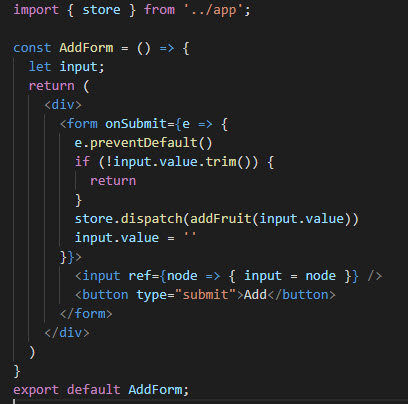 import { store } from '../app';
const AddForm = () => {
let input;
return (
<div>
<form onSubmit={e => {
e.preventDefault()
if (!input.value.trim()) {
return
}
store.dispatch(addFruit(input.value))
input.value = ''
}}>
<input ref={node => { input = node }} />
<button type="submit">Add</button>
</form>
</div>
)
}
export default AddForm;